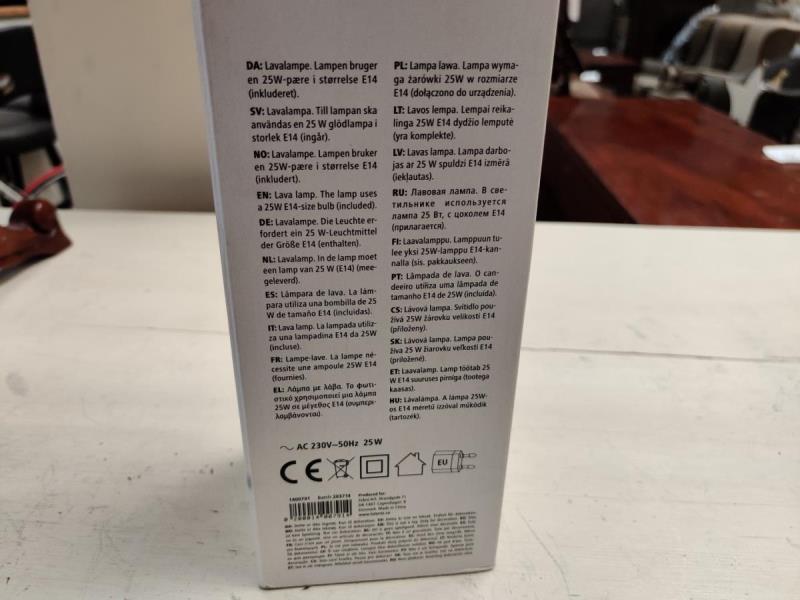 DA: Lavalampe. Lampen bruger
en 25W-pære i størrelse E14
(inkluderet).
SV: Lavalampa. Till lampan ska
användas en 25 W glödlampa i
storlek E14 (ingår).
NO: Lavalampe. Lampen bruker
en 25W-pære i størrelse E14
(inkludert).
EN: Lava lamp. The lamp uses
a 25W E14-size bulb (included).
DE: Lavalampe. Die Leuchte er-
fordert ein 25 W-Leuchtmittel
der Größe E14 (enthalten).
NL: Lavalamp. In de lamp moet
een lamp van 25 W (E14) (mee-
geleverd).
ES: Lámpara de lava. La lám-
para utiliza una bombilla de 25
W de tamaño E14 (incluidas).
IT: Lava lamp. La lampada utiliz-
za una lampadina E14 da 25W
(incluse).
FR: Lampe-lave. La lampe né-
cessite une ampoule 25W E14
(fournies).
EL: Λάμπα με λάβα. Το φωτι-
στικό χρησιμοποιεί μια λάμπα
25W σε μέγεθος E14 (συμπερι-
λαμβάνονται).
PL: Lampa lawa. Lampa wyma-
ga żarówki 25W w rozmiarze
E14 (dołączono do urządzenia).
LT: Lavos lempa. Lempai reika-
linga 25W E14 dydžio lemputė
(yra komplekte).
LV: Lavas lampa. Lampa darbo-
jas ar 25 W spuldzi E14 izmērā
(iekļautas).
RU: Лавовая лампа. В све-
тильнике используется
лампа 25 Вт, с цоколем E14
(прилагается).
FI: Laavalamppu. Lamppuun tu-
lee yksi 25W-lamppu E14-kan-
nalla (sis. pakkaukseen).
PT: Lâmpada de lava. O can-
deeiro utiliza uma lâmpada de
tamanho E14 de 25W (incluída).
CS: Lávová lampa. Svítidlo pou-
žívá 25W žárovku velikosti E14
(přiloženy).
SK: Lávová lampa. Lampa pou-
žíva 25 W žiarovku veľkosti E14
(priložené).
ET: Laavalamp. Lamp töötab 25
W E14 suuruses pirniga (tootega
kaasas).
HU: Lávalámpa. A lámpa 25W-
os E14 méretű izzóval működik
(tartozék).
AC 230V~50Hz 25W
CE
EU
1400791 Batch: 203714
Produced for: